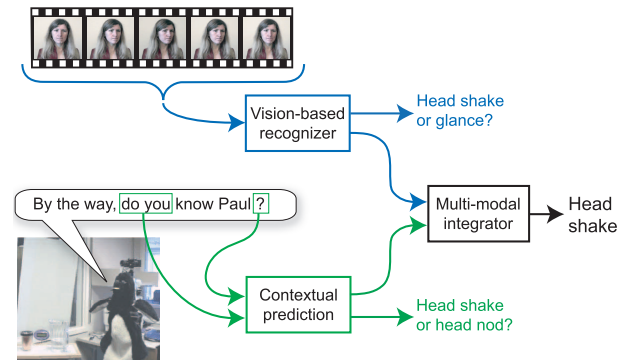 Vision-based
recognizer
Head shake
or glance?
By the way, do you know Paul ?
Multi-modal
integrator
Head
shake
Contextual
prediction
Head shake
or head nod?